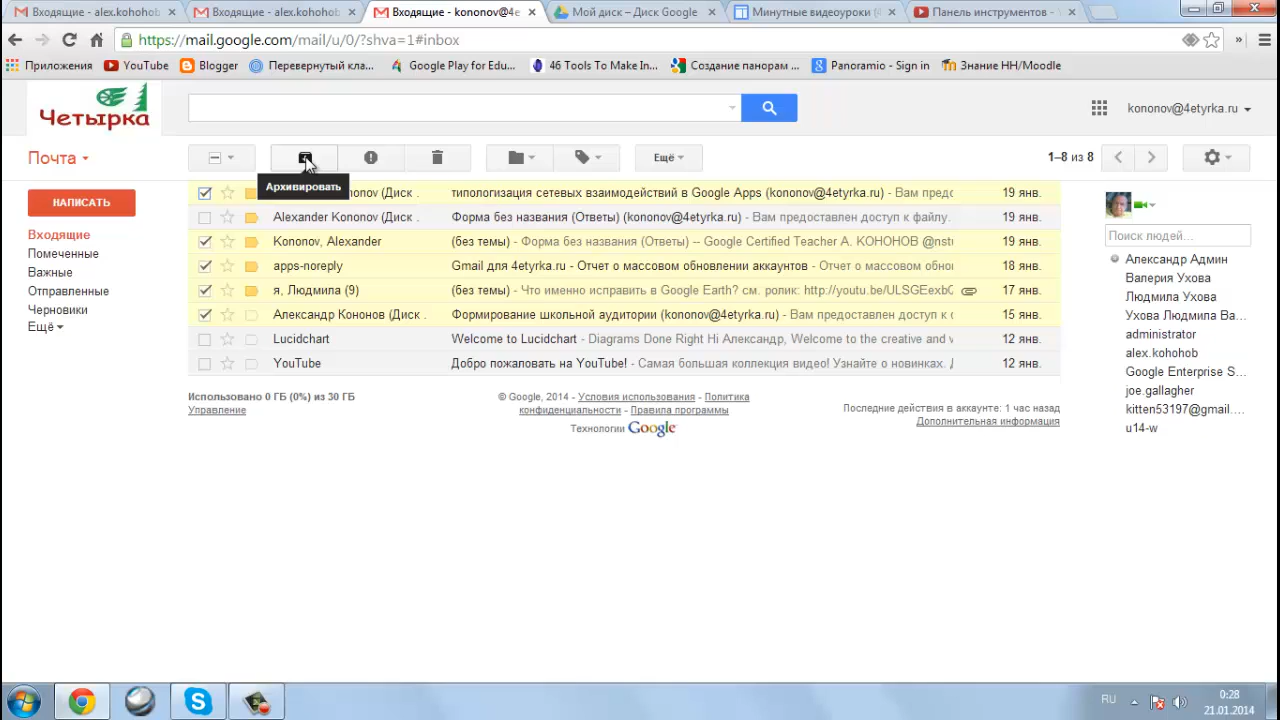 Входящие - alex.kohohob
Входящие - alex.kohohob
Входящие - kononov@4e
Мой диск – Диск Google
Минутные видеоуроки (
Панель инструментов -
https://mail.google.com/mail/u/0/?shva=1#inbox
Приложения
YouTube
Blogger
Перевернутый кла...
Google Play for Edu...
46 Tools To Make In...
Создание панорам ...
Panoramio - Sign in
Знание НН/Moodle
Четырка
kononov@4etyrka.ru
Почта
Ещё
1–8 из 8
Архивировать
НАПИСАТЬ
Входящие
Помеченные
Важные
Отправленные
Черновики
Ещё
onov (Диск . типологизация сетевых взаимодействий в Google Apps (kononov@4etyrka.ru) - Вам предс 19 янв.
Alexander Kononov (Диск . Форма без названия (Ответы) (kononov@4etyrka.ru) - Вам предоставлен доступ к файлу. 19 янв.
Kononov, Alexander (без темы) - Форма без названия (Ответы) -- Google Certified Teacher А. КОНОНОВ @nstu 19 янв.
apps-noreply Gmail для 4etyrka.ru - Отчет о массовом обновлении аккаунтов - Отчет о массовом обно 18 янв.
я, Людмила (9) (без темы) - Что именно исправить в Google Earth? см. ролик: http://youtu.be/ULSGEexbC 17 янв.
Александр Кононов (Диск . Формирование школьной аудитории (kononov@4etyrka.ru) - Вам предоставлен доступ к с 15 янв.
Lucidchart Welcome to Lucidchart - Diagrams Done Right Hi Александр, Welcome to the creative and v 12 янв.
YouTube Добро пожаловать на YouTube! - Самая большая коллекция видео! Узнайте о новинках. 12 янв.
Использовано 0 ГБ (0%) из 30 ГБ
Управление
© Google, 2014 - Условия использования - Политика
конфиденциальности - Правила программы
Технологии Google
Последние действия в аккаунте: 1 час назад
Дополнительная информация
Поиск людей...
Александр Админ
Валерия Ухова
Людмила Ухова
Ухова Людмила Ва...
administrator
alex.kohohob
Google Enterprise S...
joe.gallagher
kitten53197@gmail....
u14-w
RU
0:28
21.01.2014